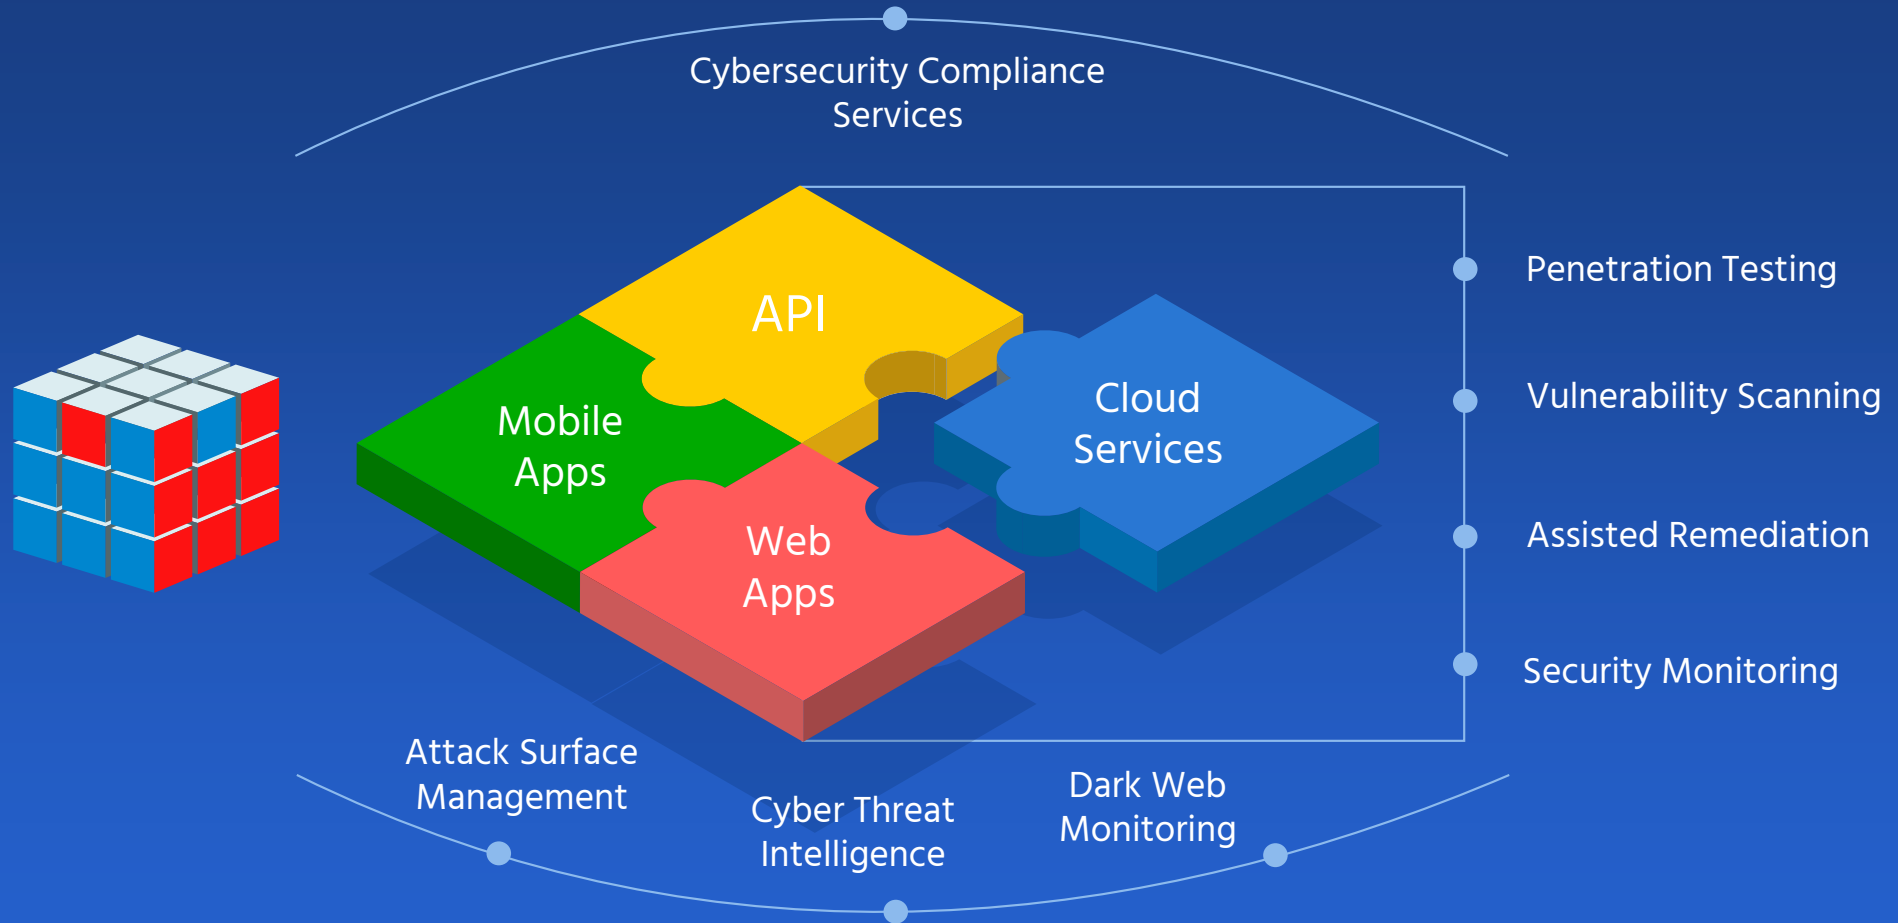 Cybersecurity Compliance
Services
API
Mobile
Apps
Cloud
Services
Web
Apps
Penetration Testing
Vulnerability Scanning
Assisted Remediation
Security Monitoring
Attack Surface
Management
Cyber Threat
Intelligence
Dark Web
Monitoring